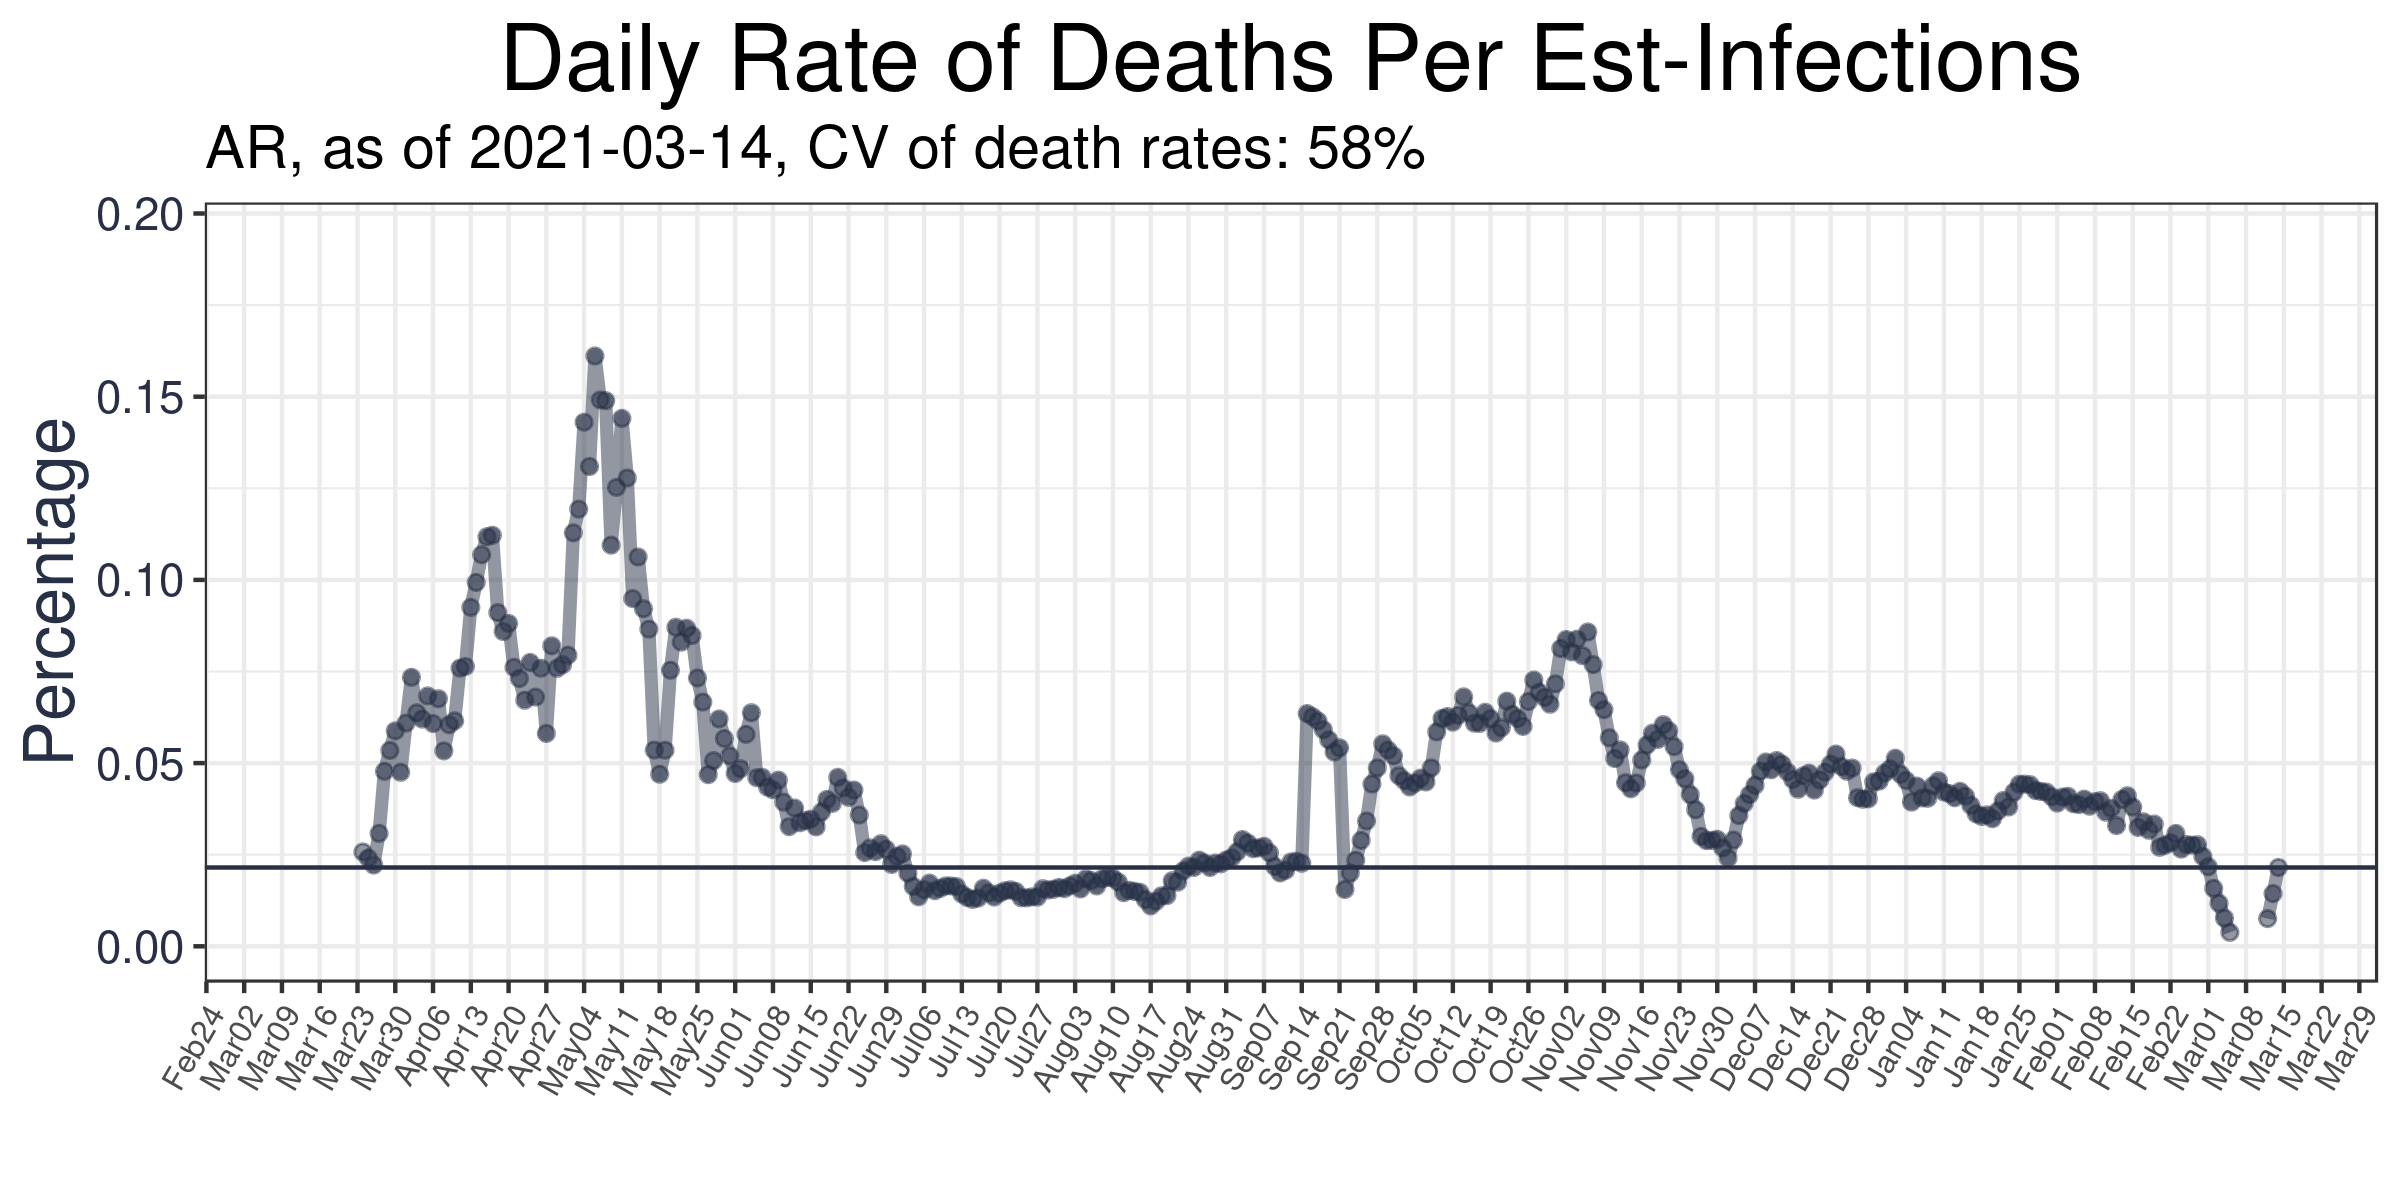 Daily Rate of Deaths Per Est-Infections
AR, as of 2021-03-14, CV of death rates: 58%
Percentage
0.20
0.15
0.10
0.05
0.00
Feb24
Mar02
Mar09
Mar16
Mar23
Mar30
Apr06
Apr13
Apr20
Apr27
May04
May11
May18
May25
Jun01
Jun08
Jun15
Jun22
Jun29
Jul06
Jul13
Jul20
Jul27
Aug03
Aug10
Aug17
Aug24
Aug31
Sep07
Sep14
Sep21
Sep28
Oct05
Oct12
Oct19
Oct26
Nov02
Nov09
Nov16
Nov23
Nov30
Dec07
Dec14
Dec21
Dec28
Jan04
Jan11
Jan18
Jan25
Feb01
Feb08
Feb15
Feb22
Mar01
Mar08
Mar15
Mar22
Mar29